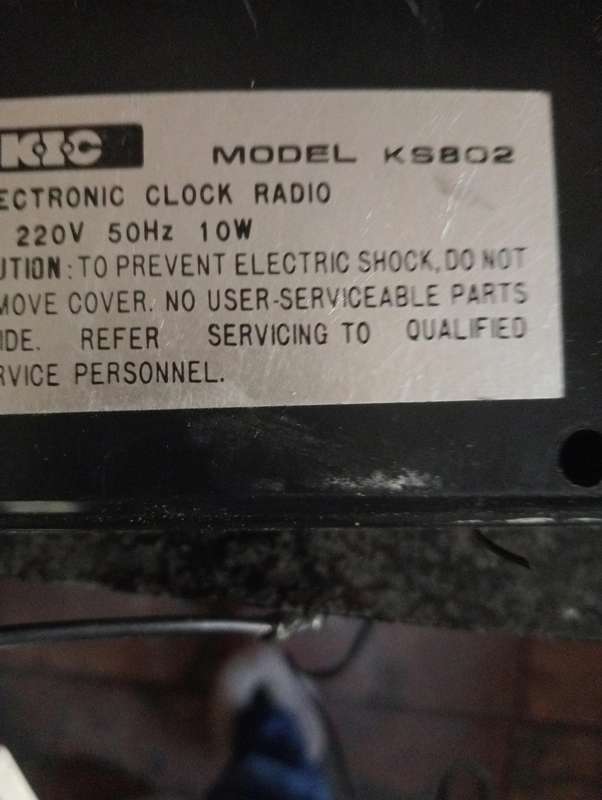 KIC MODEL KS802
ECTRONIC CLOCK RADIO
220V 50Hz 10W
UTION: TO PREVENT ELECTRIC SHOCK, DO NOT
MOVE COVER. NO USER-SERVICEABLE PARTS
IDE. REFER SERVICING TO QUALIFIED
RVICE PERSONNEL.